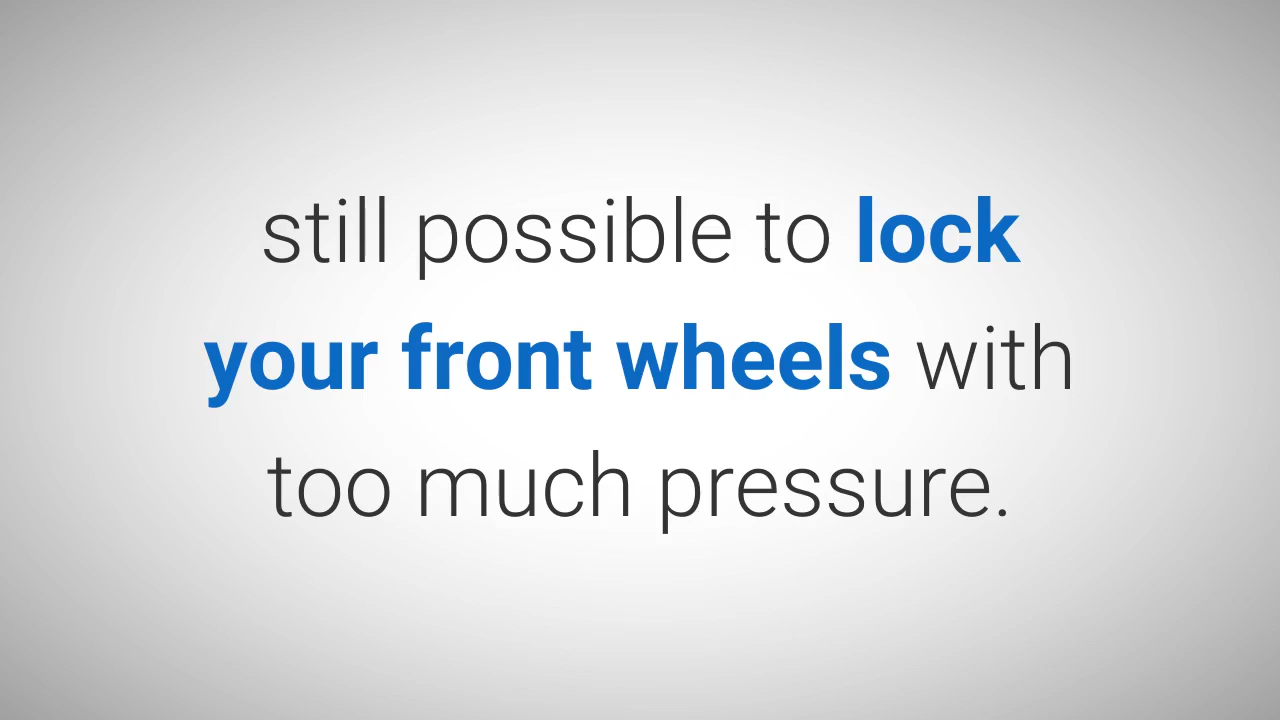 still possible to lock
your front wheels with
too much pressure.